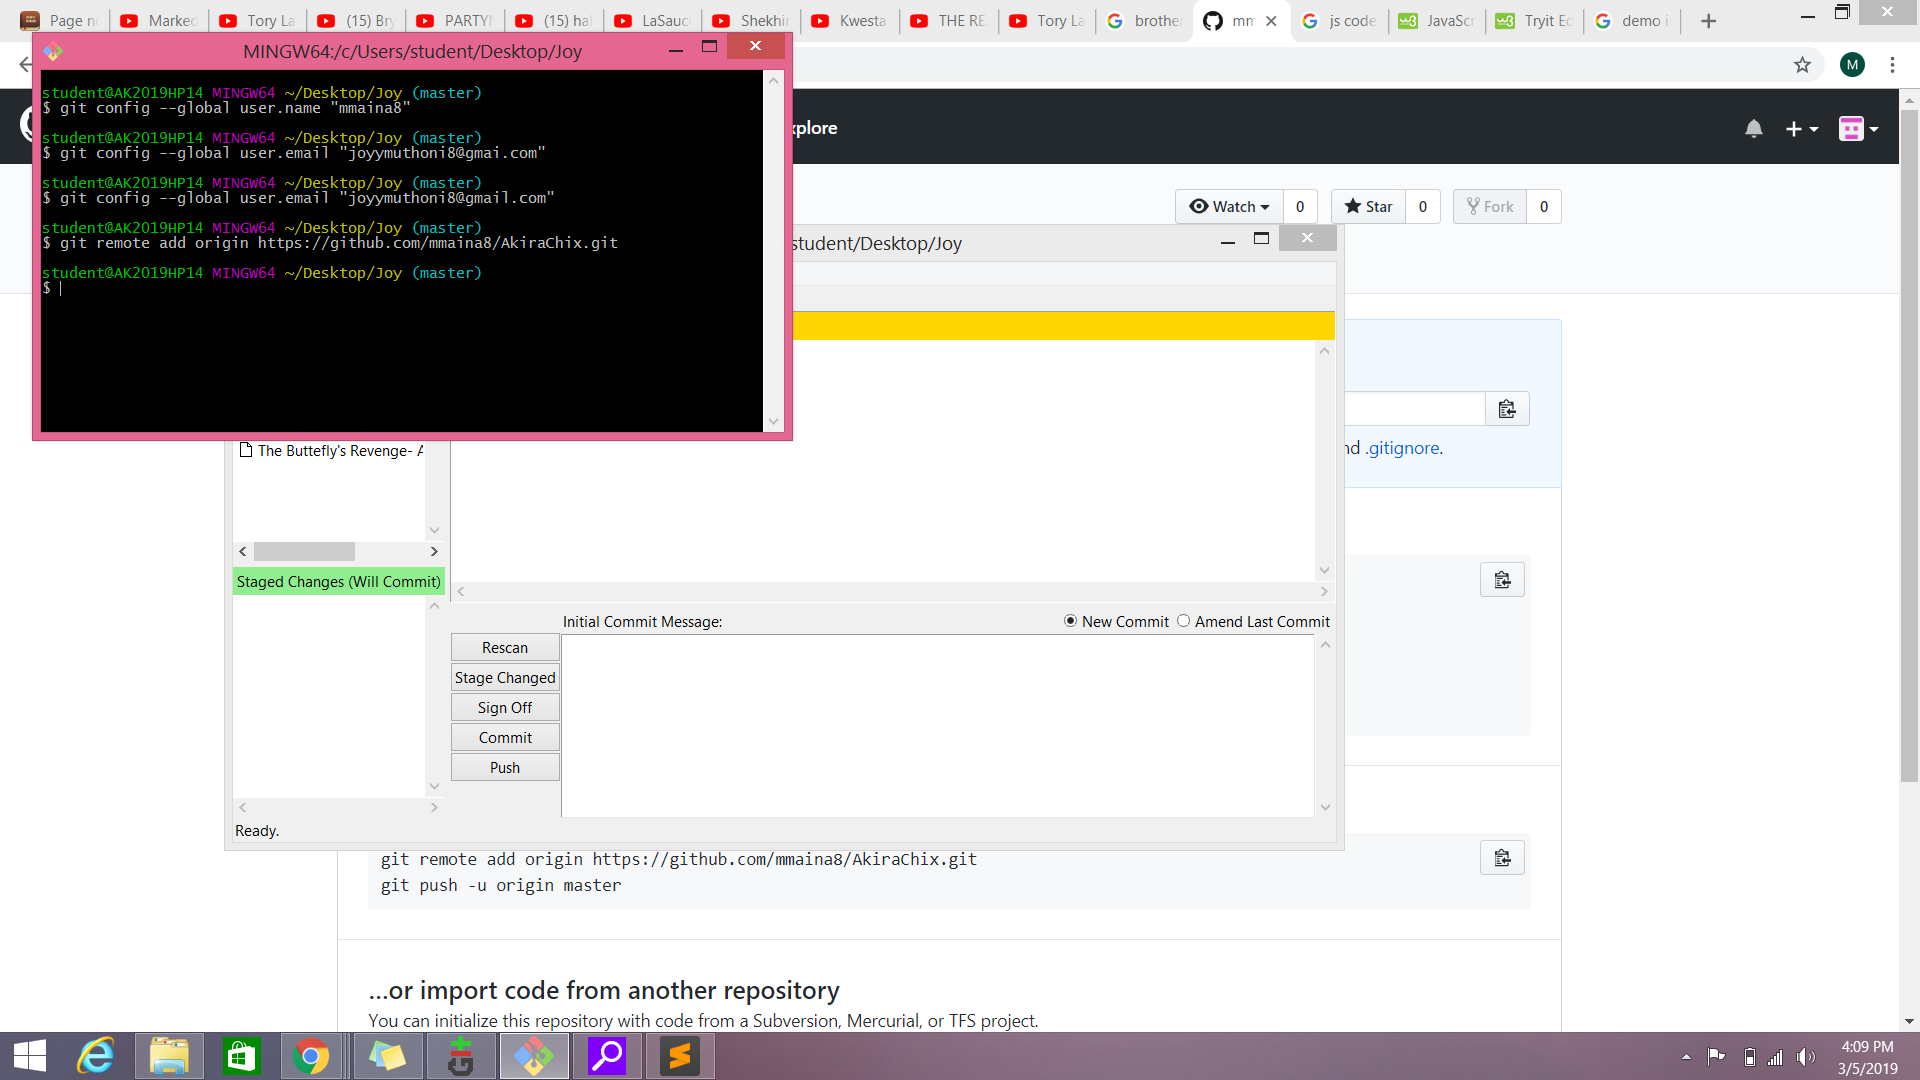 Page n
Marked
Tory La
(15) Bry
PARTYN
(15) hal
LaSauc
Shekhin
Kwesta
THE RE
Tory La
brothe
mm
js code
JavaScr
Tryit Ed
demo i
MINGW64:/c/Users/student/Desktop/Joy
M
student@AK2019HP14 MINGW64 ~/Desktop/Joy (master)
$ git config --global user.name "mmaina8"
student@AK2019HP14 MINGW64 ~/Desktop/Joy (master)
$ git config --global user.email "joyymuthoni8@gmai.com"
student@AK2019HP14 MINGW64 ~/Desktop/Joy (master)
$ git config --global user.email "joyymuthoni8@gmail.com"
student@AK2019HP14 MINGW64 ~/Desktop/Joy (master)
$ git remote add origin https://github.com/mmaina8/AkiraChix.git
student@AK2019HP14 MINGW64 ~/Desktop/Joy (master)
$
xplore
Watch 0 Star 0 Fork 0
student/Desktop/Joy
nd .gitignore.
The Buttefly's Revenge- A
Staged Changes (Will Commit)
Initial Commit Message:
New Commit Amend Last Commit
Rescan
Stage Changed
Sign Off
Commit
Push
Ready.
git remote add origin https://github.com/mmaina8/AkiraChix.git
git push -u origin master
...or import code from another repository
You can initialize this repository with code from a Subversion, Mercurial, or TFS project.
4:09 PM
3/5/2019